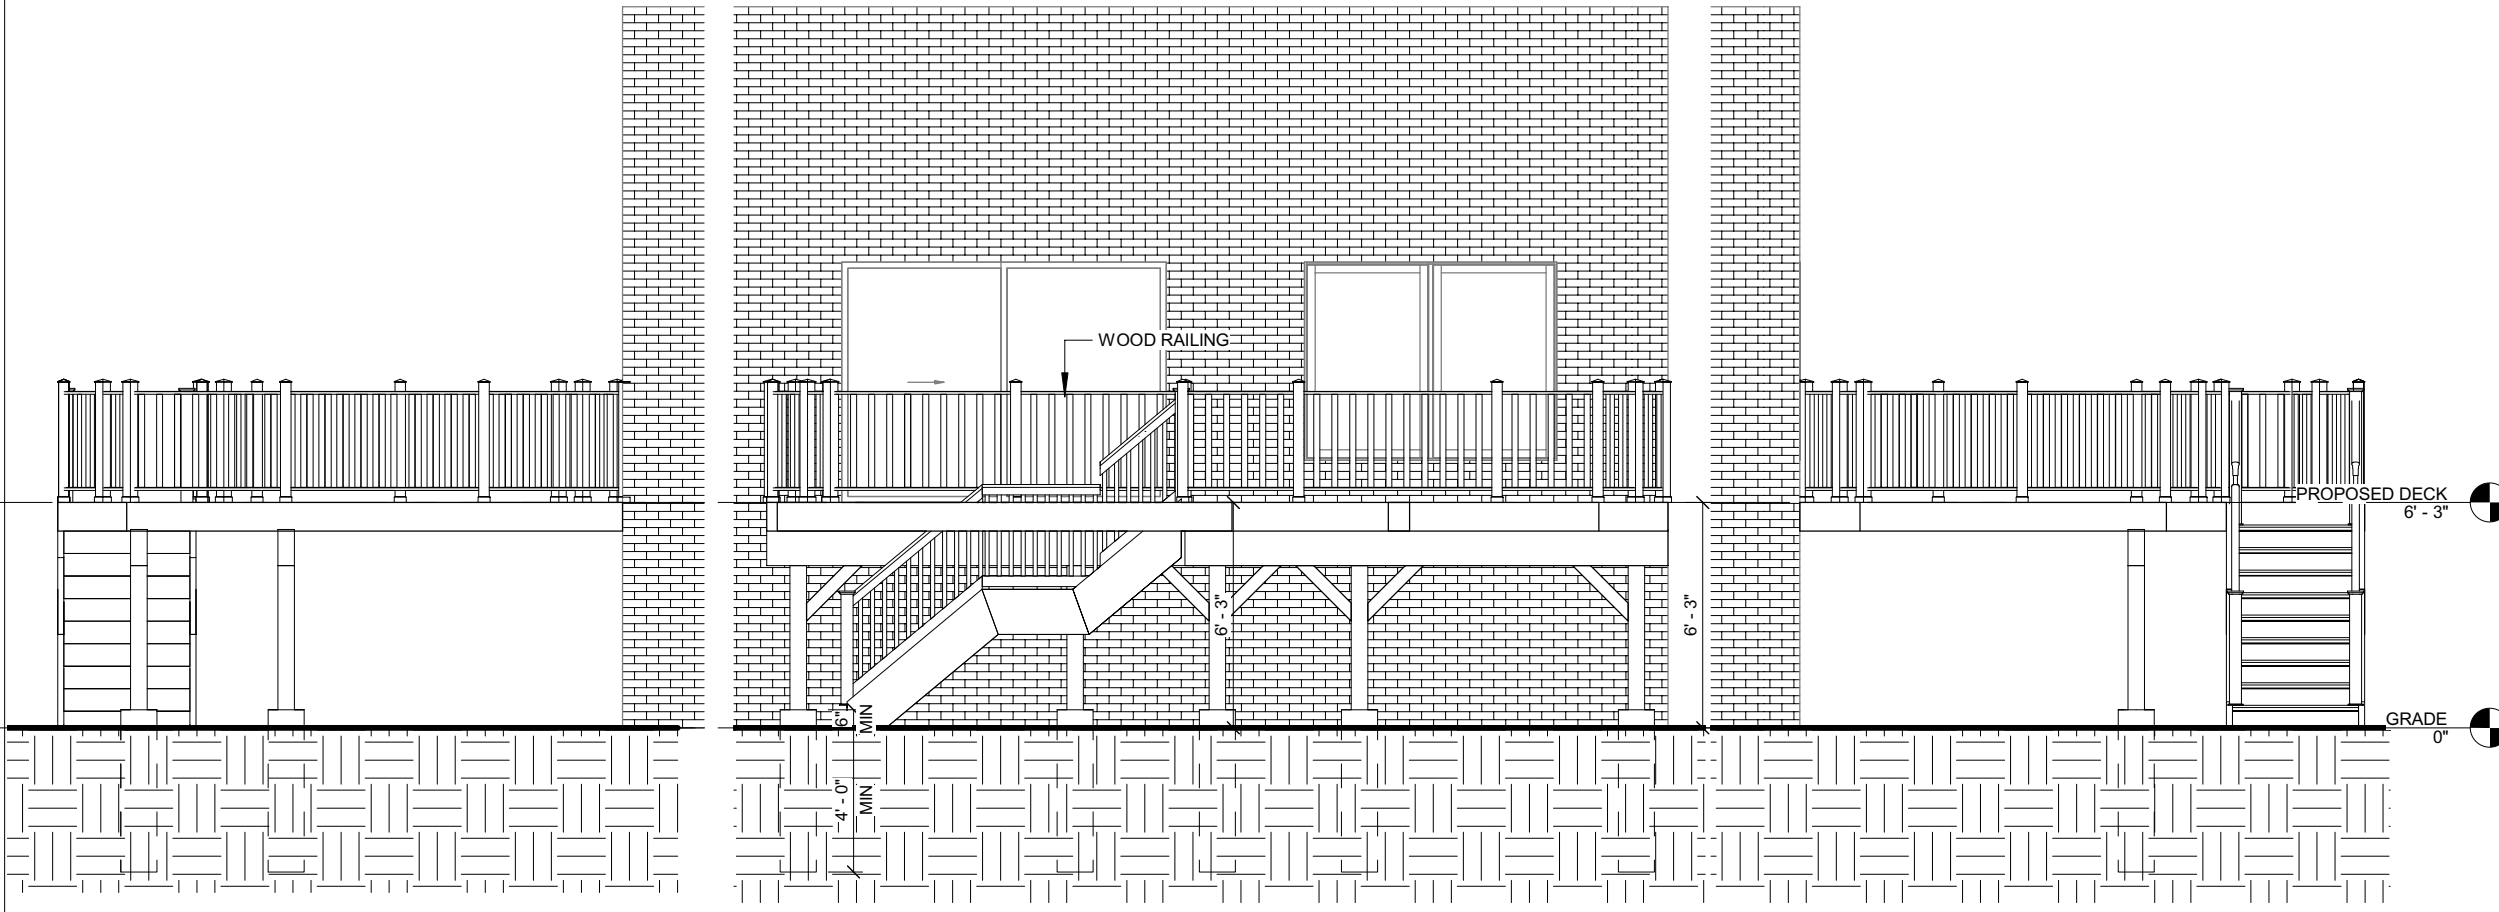 WOOD RAILING
PROPOSED DECK
6' - 3"
6' - 3"
6' - 3"
GRADE
0"
6"
MIN
4' - 0"
MIN